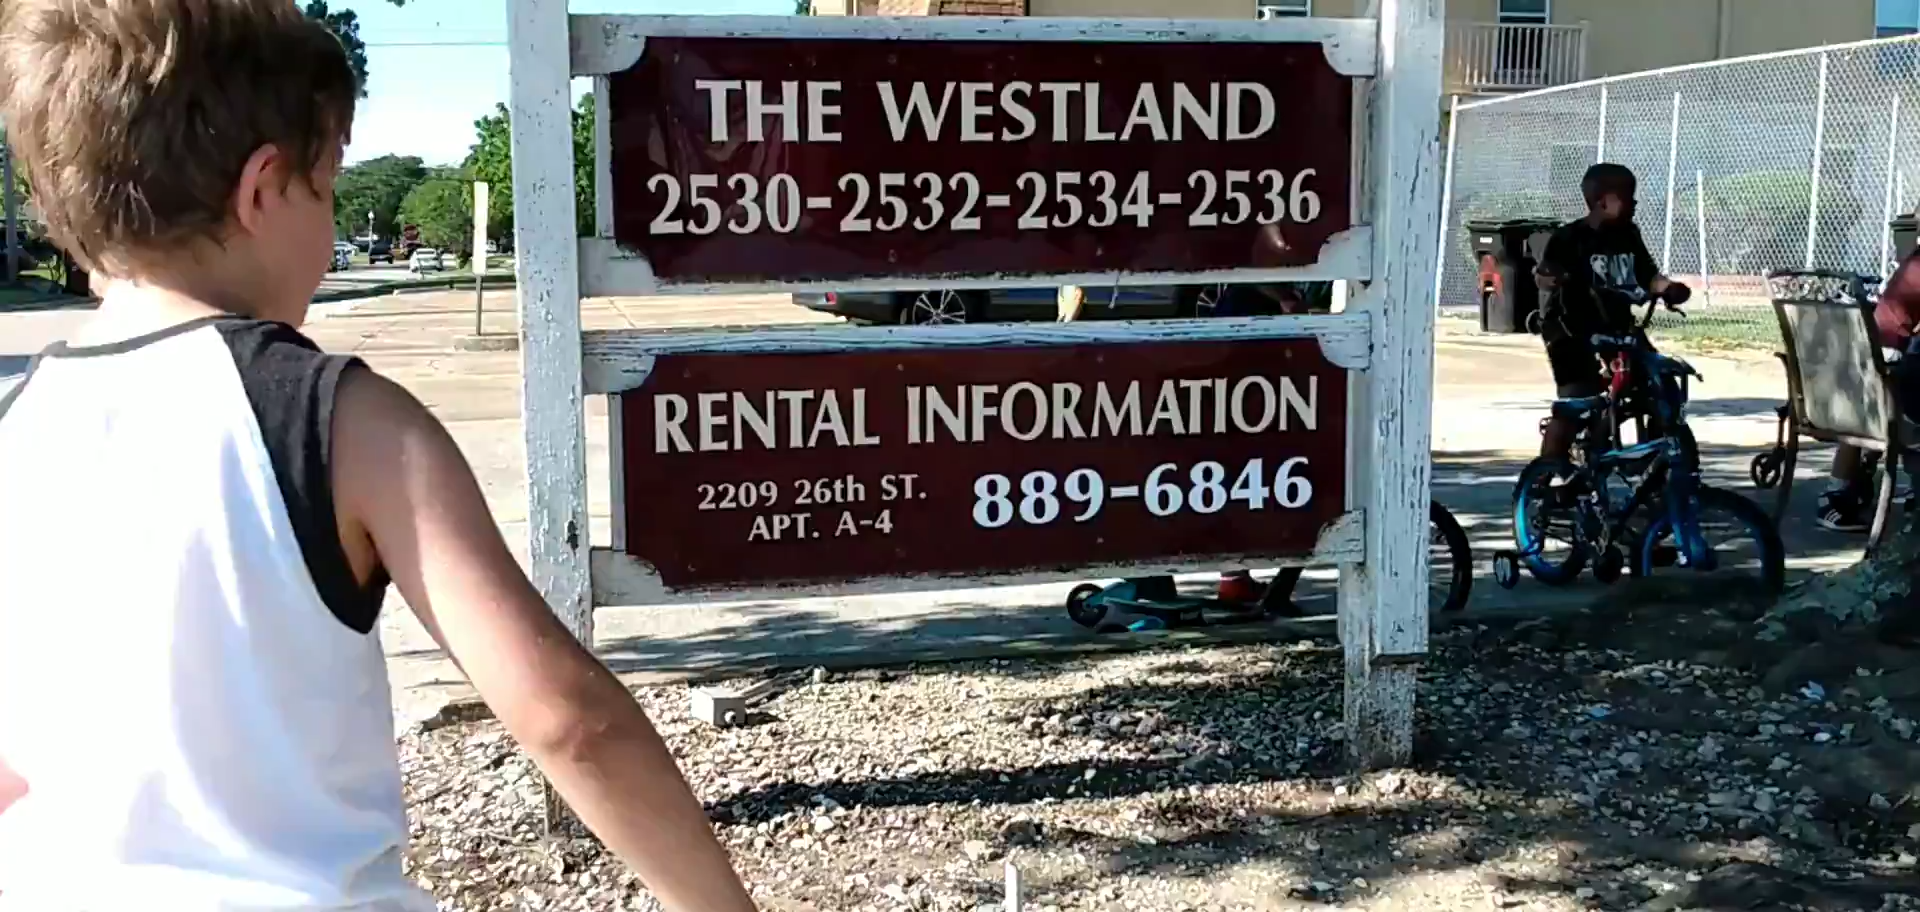 THE WESTLAND
2530-2532-2534-2536
RENTAL INFORMATION
2209 26th ST.
APT. A-4
889-6846